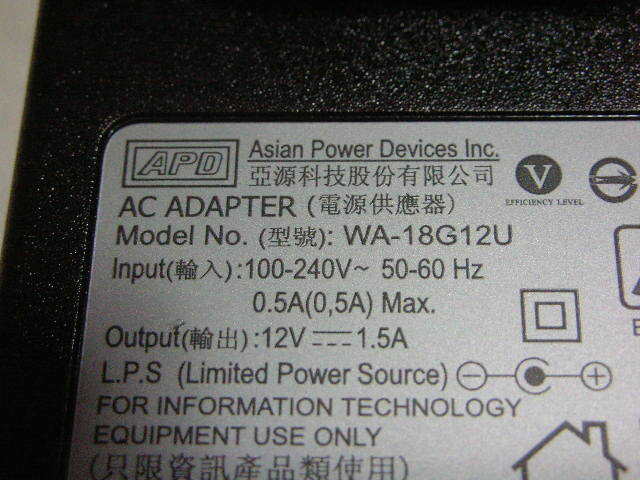 APD Asian Power Devices Inc.
亞源科技股份有限公司
V
EFFICIENCY LEVEL
AC ADAPTER (電源供應器)
Model No. (型號): WA-18G12U
Input(輸入):100-240V~ 50-60 Hz
0.5A(0,5A) Max.
Output(輸出):12V 1.5A
L.P.S (Limited Power Source)
FOR INFORMATION TECHNOLOGY
EQUIPMENT USE ONLY
(只限資訊產品類使用)